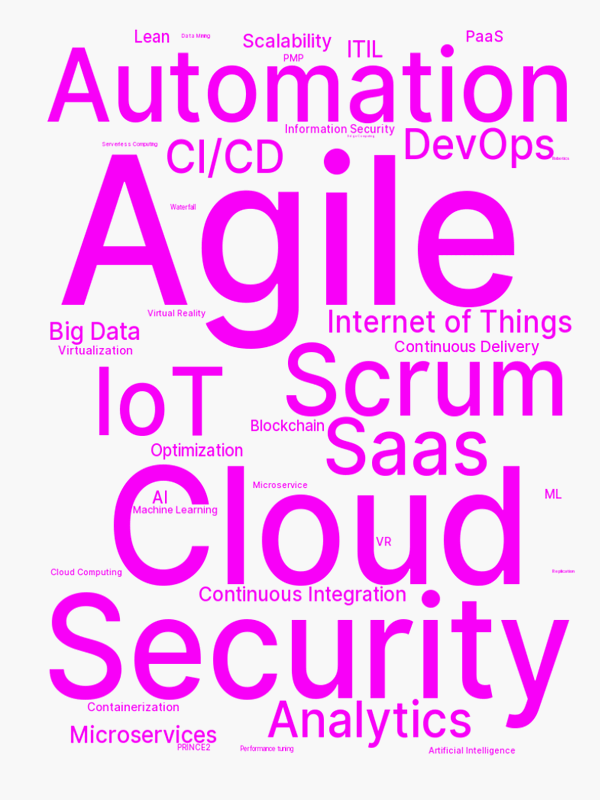 Lean
Data Mining
Scalability
ITIL
PaaS
PMP
Automation
Information Security
Serverless Computing
CI/CD
DevOps
Robotics
Agile
Waterfall
Virtual Reality
Internet of Things
Big Data
Virtualization
Continuous Delivery
Scrum
IoT
Blockchain
Saas
Optimization
Microservice
AI
ML
Machine Learning
Cloud
VR
Cloud Computing
Continuous Integration
Security
Containerization
Analytics
Microservices
PRINCE2
Performance tuning
Artificial Intelligence